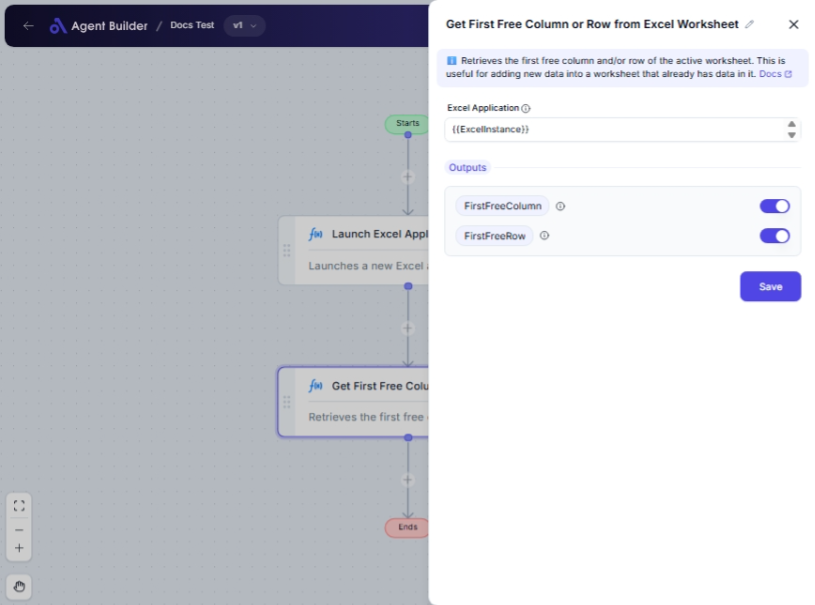 Agent Builder / Docs Test v1
Starts
Launch Excel Appl
Launches a new Excel
Get First Free Colu
Retrieves the first free
Ends
Get First Free Column or Row from Excel Worksheet
Retrieves the first free column and/or row of the active worksheet. This is
useful for adding new data into a worksheet that already has data in it. Docs
Excel Application
{{ExcelInstance}}
Outputs
FirstFreeColumn
FirstFreeRow
Save